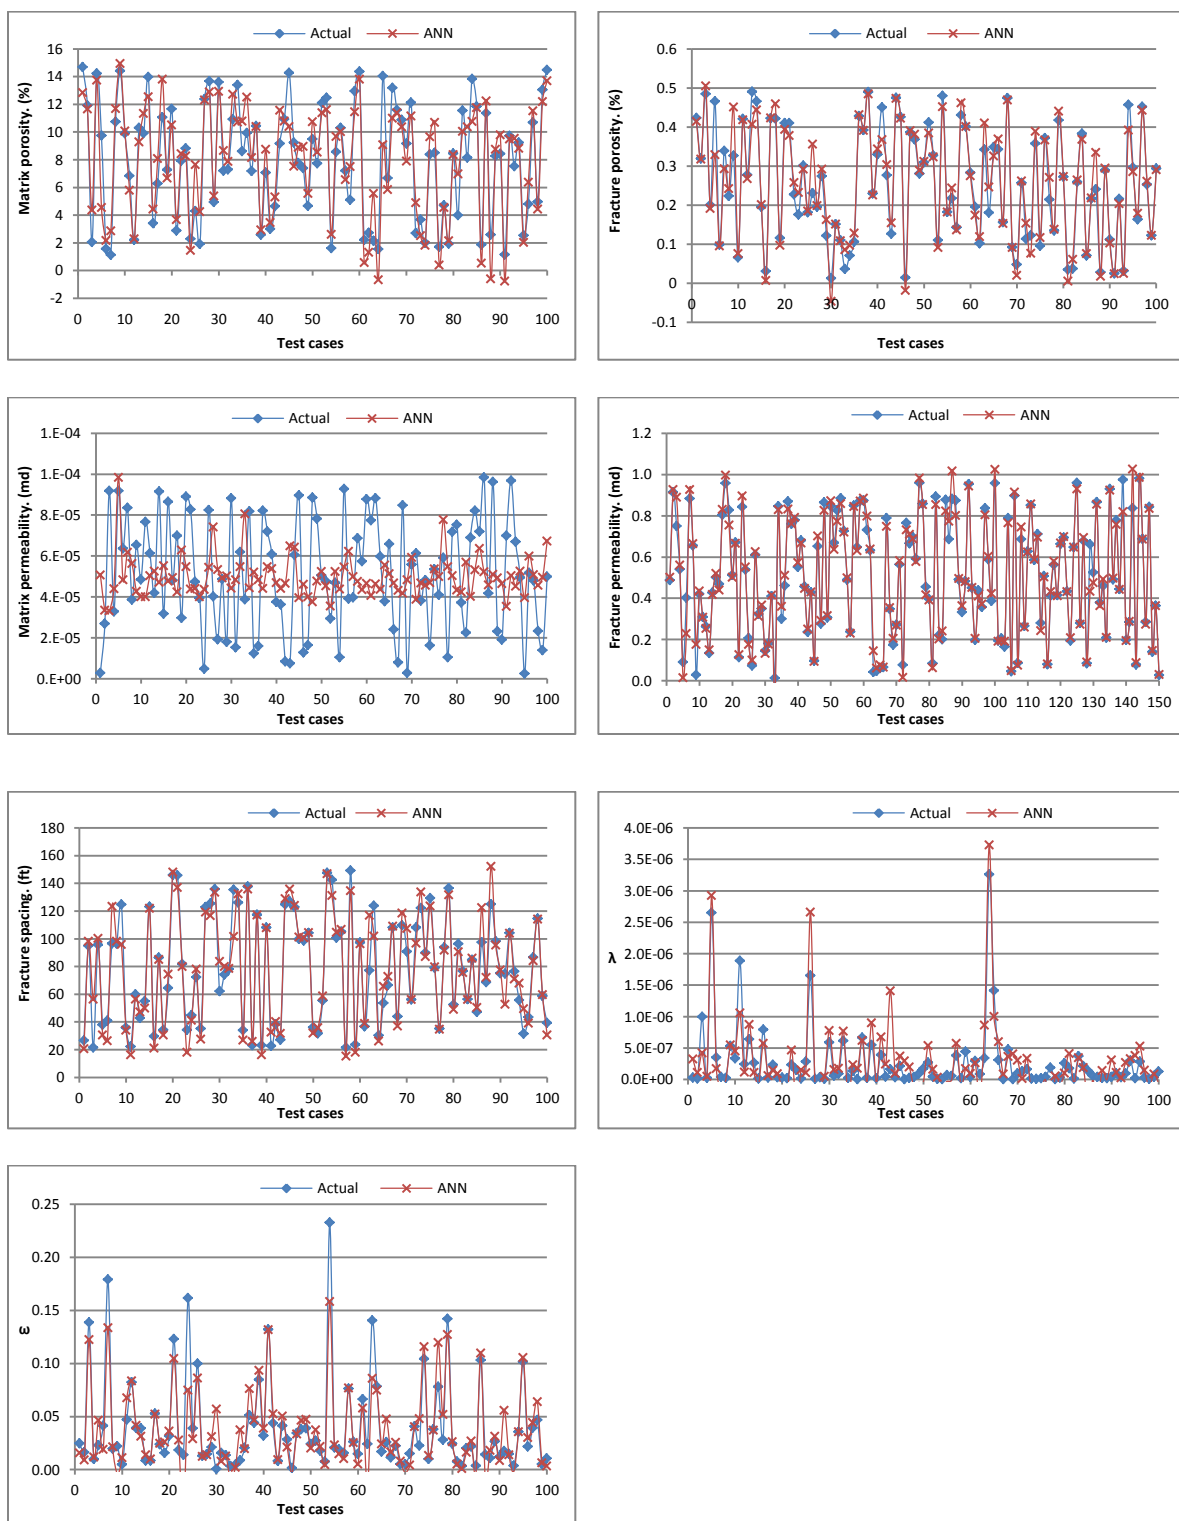 Actual ANN
Matrix porosity. (%)
16
14
12
10
8
6
4
2
0
-2
0 10 20 30 40 50 60 70 80 90 100
Test cases
Actual ANN
Fracture porosity. (%)
0.6
0.5
0.4
0.3
0.2
0.1
0
-0.1
0 10 20 30 40 50 60 70 80 90 100
Test cases
Actual ANN
Matrix permeability. (md)
1.E-04
1.E-04
8.E-05
6.E-05
4.E-05
2.E-05
0.E+00
0 10 20 30 40 50 60 70 80 90 100
Test cases
Actual ANN
Fracture permeability. (md)
1.2
1.0
0.8
0.6
0.4
0.2
0.0
0 10 20 30 40 50 60 70 80 90 100 110 120 130 140 150
Test cases
Actual ANN
Fracture spacing. (ft)
180
160
140
120
100
80
60
40
20
0
0 10 20 30 40 50 60 70 80 90 100
Test cases
Actual ANN
λ
4.0E-06
3.5E-06
3.0E-06
2.5E-06
2.0E-06
1.5E-06
1.0E-06
5.0E-07
0.0E+00
0 10 20 30 40 50 60 70 80 90 100
Test cases
Actual ANN
ε
0.25
0.20
0.15
0.10
0.05
0.00
0 10 20 30 40 50 60 70 80 90 100
Test cases